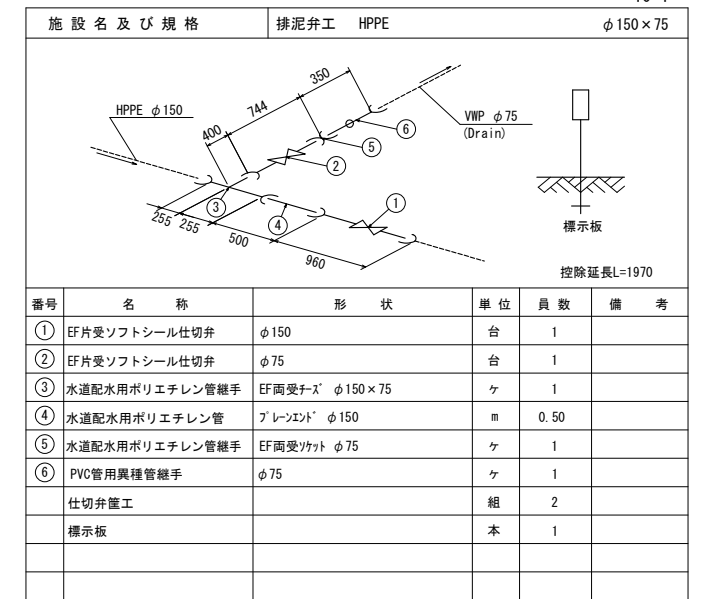 施 設 名 及 び 規 格 排泥弁工 HPPE φ150×75
HPPE φ150
400
744
350
VWP φ75
(Drain)
⑥
⑤
②
③
④
①
255
255
500
960
標示板
控除延長L=1970
番号 名 称 形 状 単 位 員 数 備 考
① EF片受ソフトシール仕切弁 φ150 台 1
② EF片受ソフトシール仕切弁 φ75 台 1
③ 水道配水用ポリエチレン管継手 EF両受ﾁｰｽﾞ φ150×75 ケ 1
④ 水道配水用ポリエチレン管 ﾌﾟﾚｰﾝｴﾝﾄﾞ φ150 m 0.50
⑤ 水道配水用ポリエチレン管継手 EF両受ｿｹｯﾄ φ75 ケ 1
⑥ PVC管用異種管継手 φ75 ケ 1
仕切弁筐工 組 2
標示板 本 1